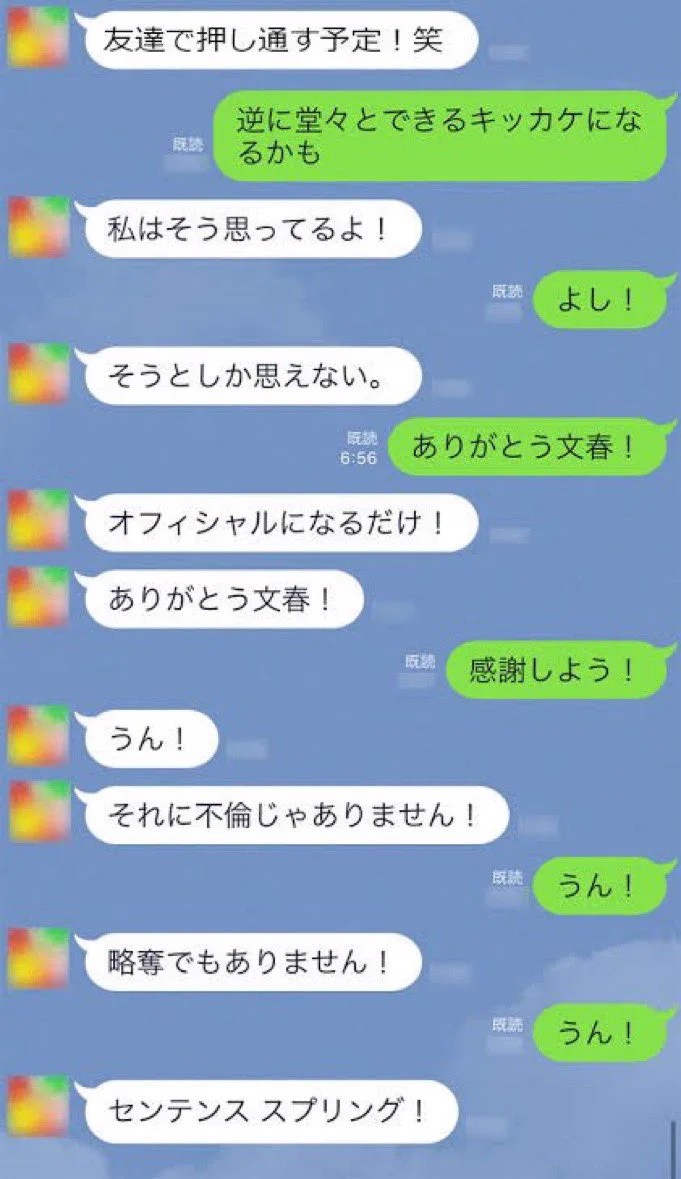 友達で押し通す予定！笑
逆に堂々とできるキッカケにな
るかも
既読
私はそう思ってるよ！
既読
よし！
そうとしか思えない。
既読
6:56
ありがとう文春！
オフィシャルになるだけ！
ありがとう文春！
既読
感謝しよう！
うん！
それに不倫じゃありません！
既読
うん！
略奪でもありません！
既読
うん！
センテンス スプリング！